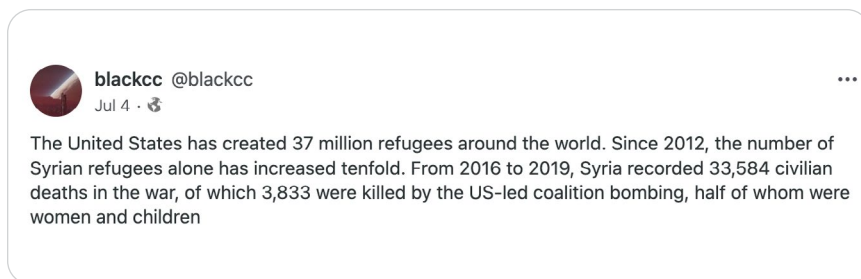 blackcc @blackcc
Jul 4 ·
The United States has created 37 million refugees around the world. Since 2012, the number of
Syrian refugees alone has increased tenfold. From 2016 to 2019, Syria recorded 33,584 civilian
deaths in the war, of which 3,833 were killed by the US-led coalition bombing, half of whom were
women and children